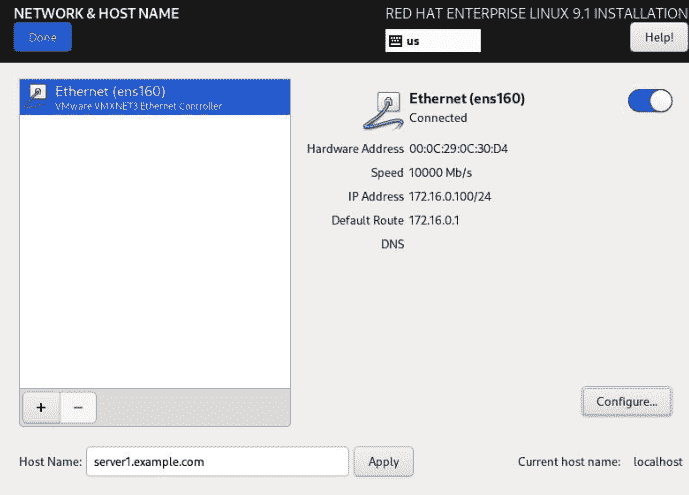 NETWORK & HOST NAME
RED HAT ENTERPRISE LINUX 9.1 INSTALLATION
Done
us
Help!
Ethernet (ens160)
VMware VMXNET3 Ethernet Controller
Ethernet (ens160)
Connected
Hardware Address 00:0C:29:0C:30:D4
Speed 10000 Mb/s
IP Address 172.16.0.100/24
Default Route 172.16.0.1
DNS
+ −
Configure...
Host Name: server1.example.com Apply Current host name: localhost